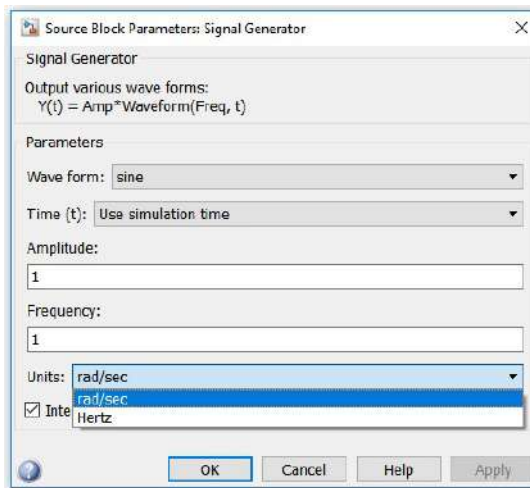 Source Block Parameters: Signal Generator
Signal Generator
Output various wave forms:
Y(t) = Amp*Waveform(Freq, t)
Parameters
Wave form: sine
Time (t): Use simulation time
Amplitude:
1
Frequency:
1
Units: rad/sec
rad/sec
Inte
Hertz
OK Cancel Help Apply